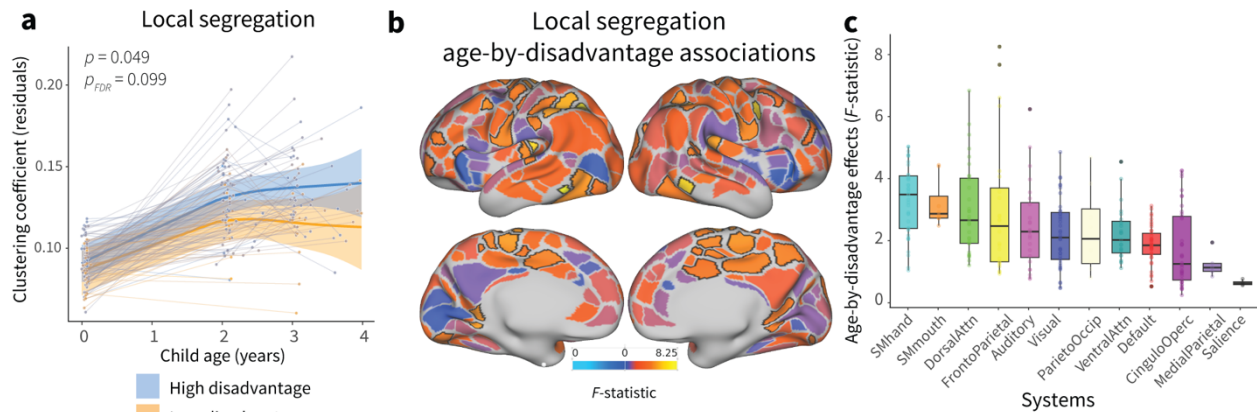 a
Local segregation
p = 0.049
pFDR = 0.099
Clustering coefficient (residuals)
0.20
0.15
0.10
0
1
2
3
4
Child age (years)
High disadvantage
b
Local segregation
age-by-disadvantage associations
0
0
8.25
F-statistic
c
Age-by-disadvantage effects (F-statistic)
8
6
4
2
0
SMhand
SMmouth
DorsalAttn
FrontoParietal
Auditory
Visual
ParietoOccip
VentralAttn
Default
CinguloOperc
MedialParietal
Salience
Systems